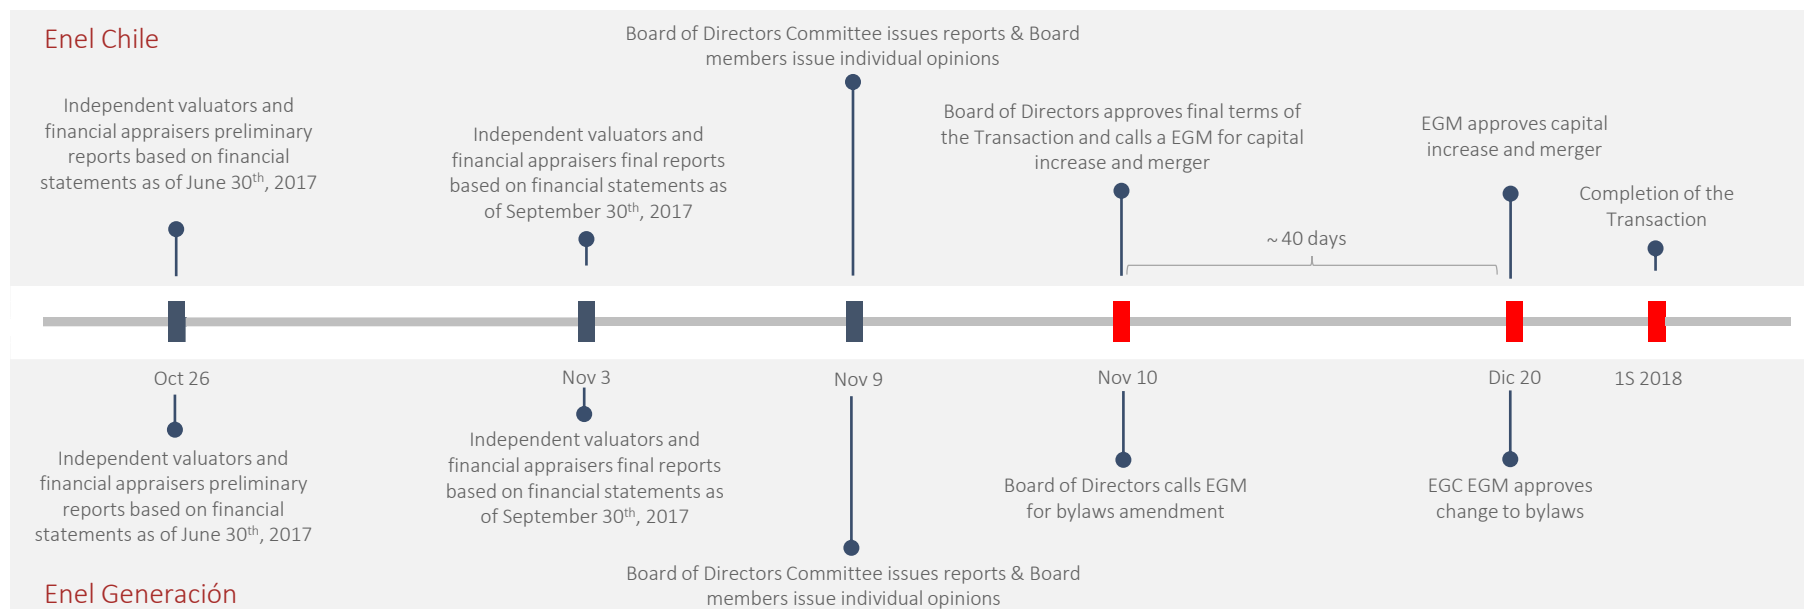 Enel Chile
Board of Directors Committee issues reports & Board
members issue individual opinions
Independent valuators and
financial appraisers preliminary
reports based on financial
statements as of June 30th, 2017
Independent valuators and
financial appraisers final reports
based on financial statements as
of September 30th, 2017
Board of Directors approves final terms of
the Transaction and calls a EGM for capital
increase and merger
EGM approves capital
increase and merger
Completion of the
Transaction
~ 40 days
Oct 26
Nov 3
Nov 9
Nov 10
Dic 20
1S 2018
Independent valuators and
financial appraisers preliminary
reports based on financial
statements as of June 30th, 2017
Independent valuators and
financial appraisers final reports
based on financial statements as
of September 30th, 2017
Board of Directors calls EGM
for bylaws amendment
EGC EGM approves
change to bylaws
Board of Directors Committee issues reports & Board
members issue individual opinions
Enel Generación